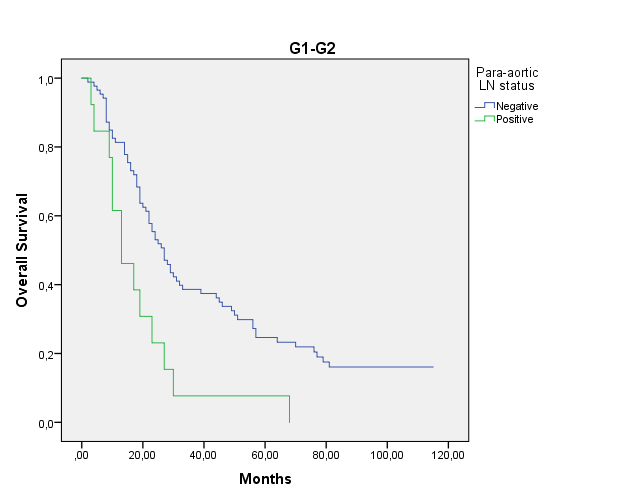 G1-G2
Para-aortic
LN status
Negative
Positive
Overall Survival
1,0
0,8
0,6
0,4
0,2
0,0
,00
20,00
40,00
60,00
80,00
100,00
120,00
Months